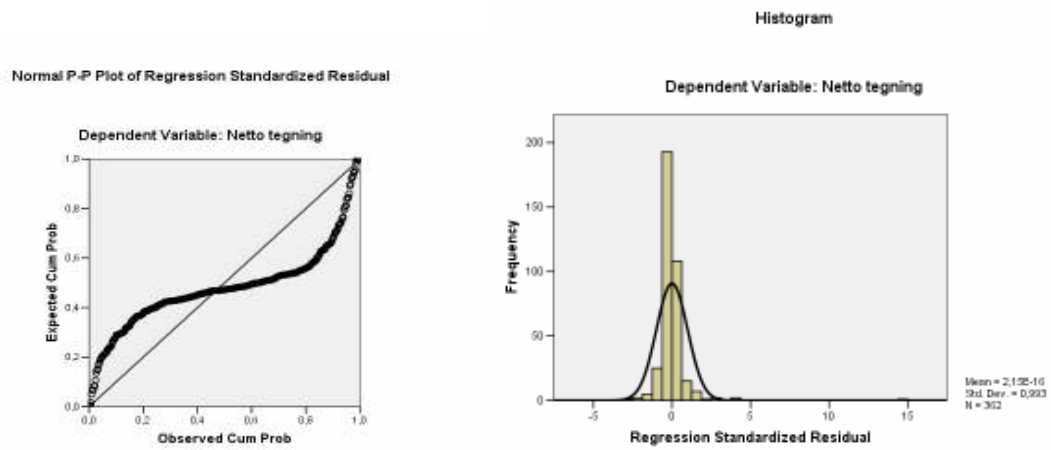 Normal P-P Plot of Regression Standardized Residual
Dependent Variable: Netto tegning
1,0
0,8
0,6
0,4
0,2
0,0
Expected Cum Prob
0,0 0,2 0,4 0,6 0,8 1,0
Observed Cum Prob
Histogram
Dependent Variable: Netto tegning
200
150
100
50
0
Frequency
-5 0 5 10 15
Regression Standardized Residual
Mean = 2,15E-16
Std. Dev. = 0,993
N = 362